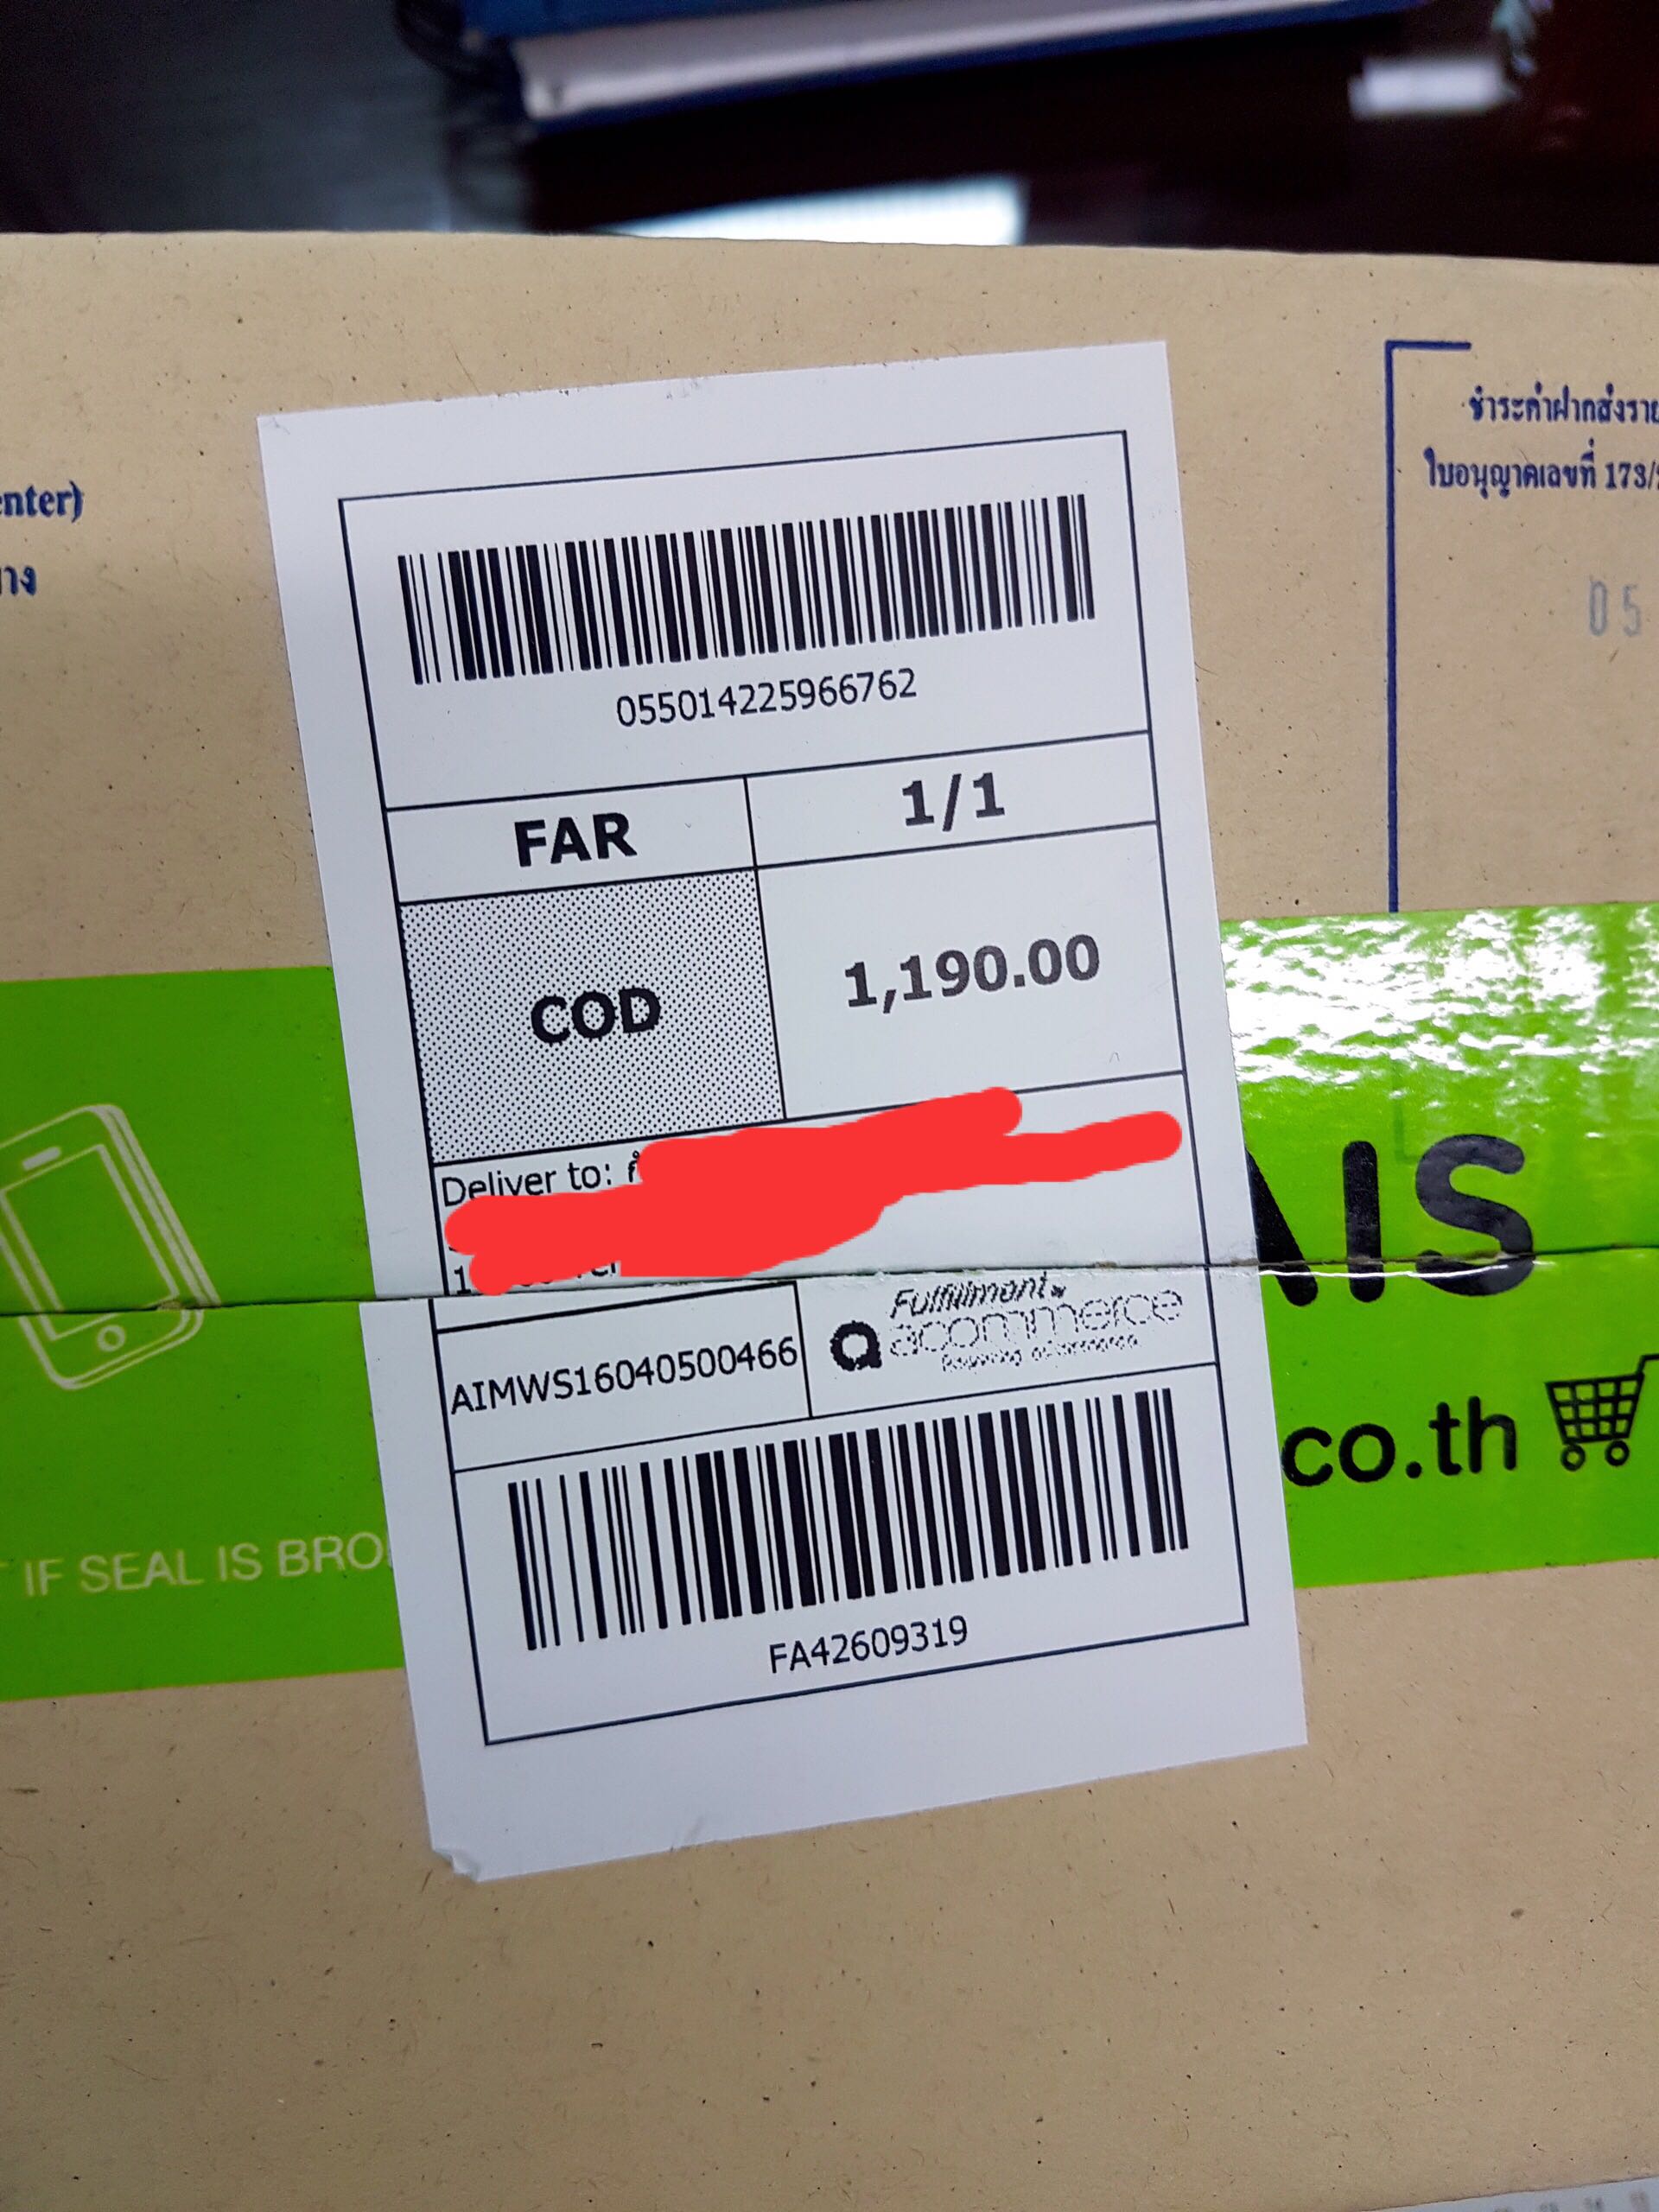 enter)
ชำระค่าฝากส่งราย
ใบอนุญาตเลขที่ 173/
05
055014225966762
FAR
1/1
COD
1,190.00
Deliver to:
AIS
AIMWS16040500466
Fulfillment by
acommerce
co.th
IF SEAL IS BRO
FA42609319